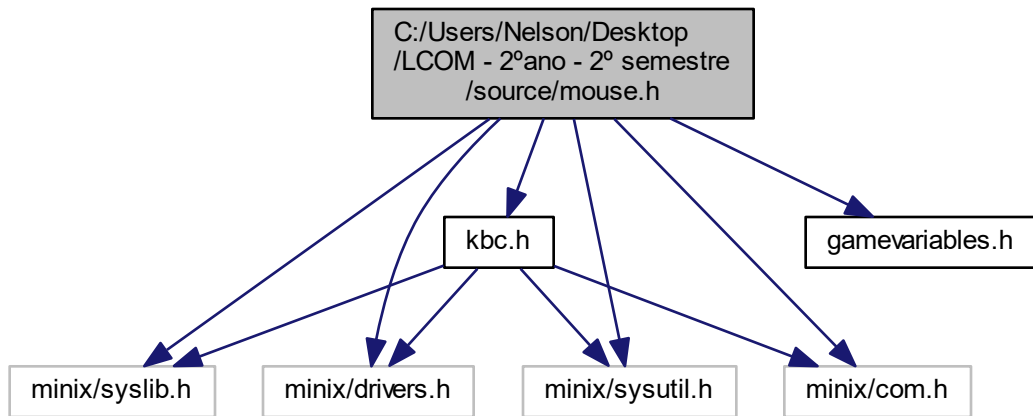 C:/Users/Nelson/Desktop
/LCOM - 2ºano - 2º semestre
/source/mouse.h
kbc.h
gamevariables.h
minix/syslib.h
minix/drivers.h
minix/sysutil.h
minix/com.h